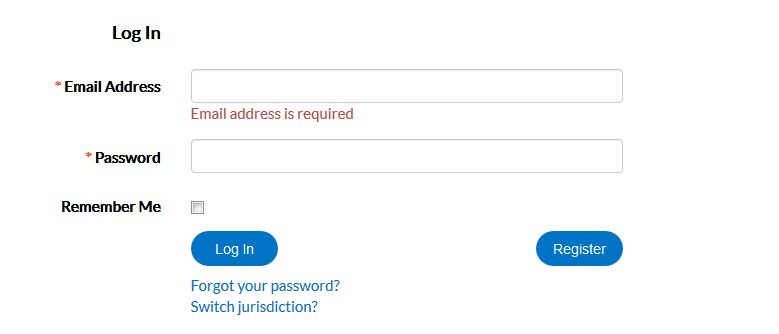 Log In
* Email Address
Email address is required
* Password
Remember Me
Log In Register
Forgot your password?
Switch jurisdiction?